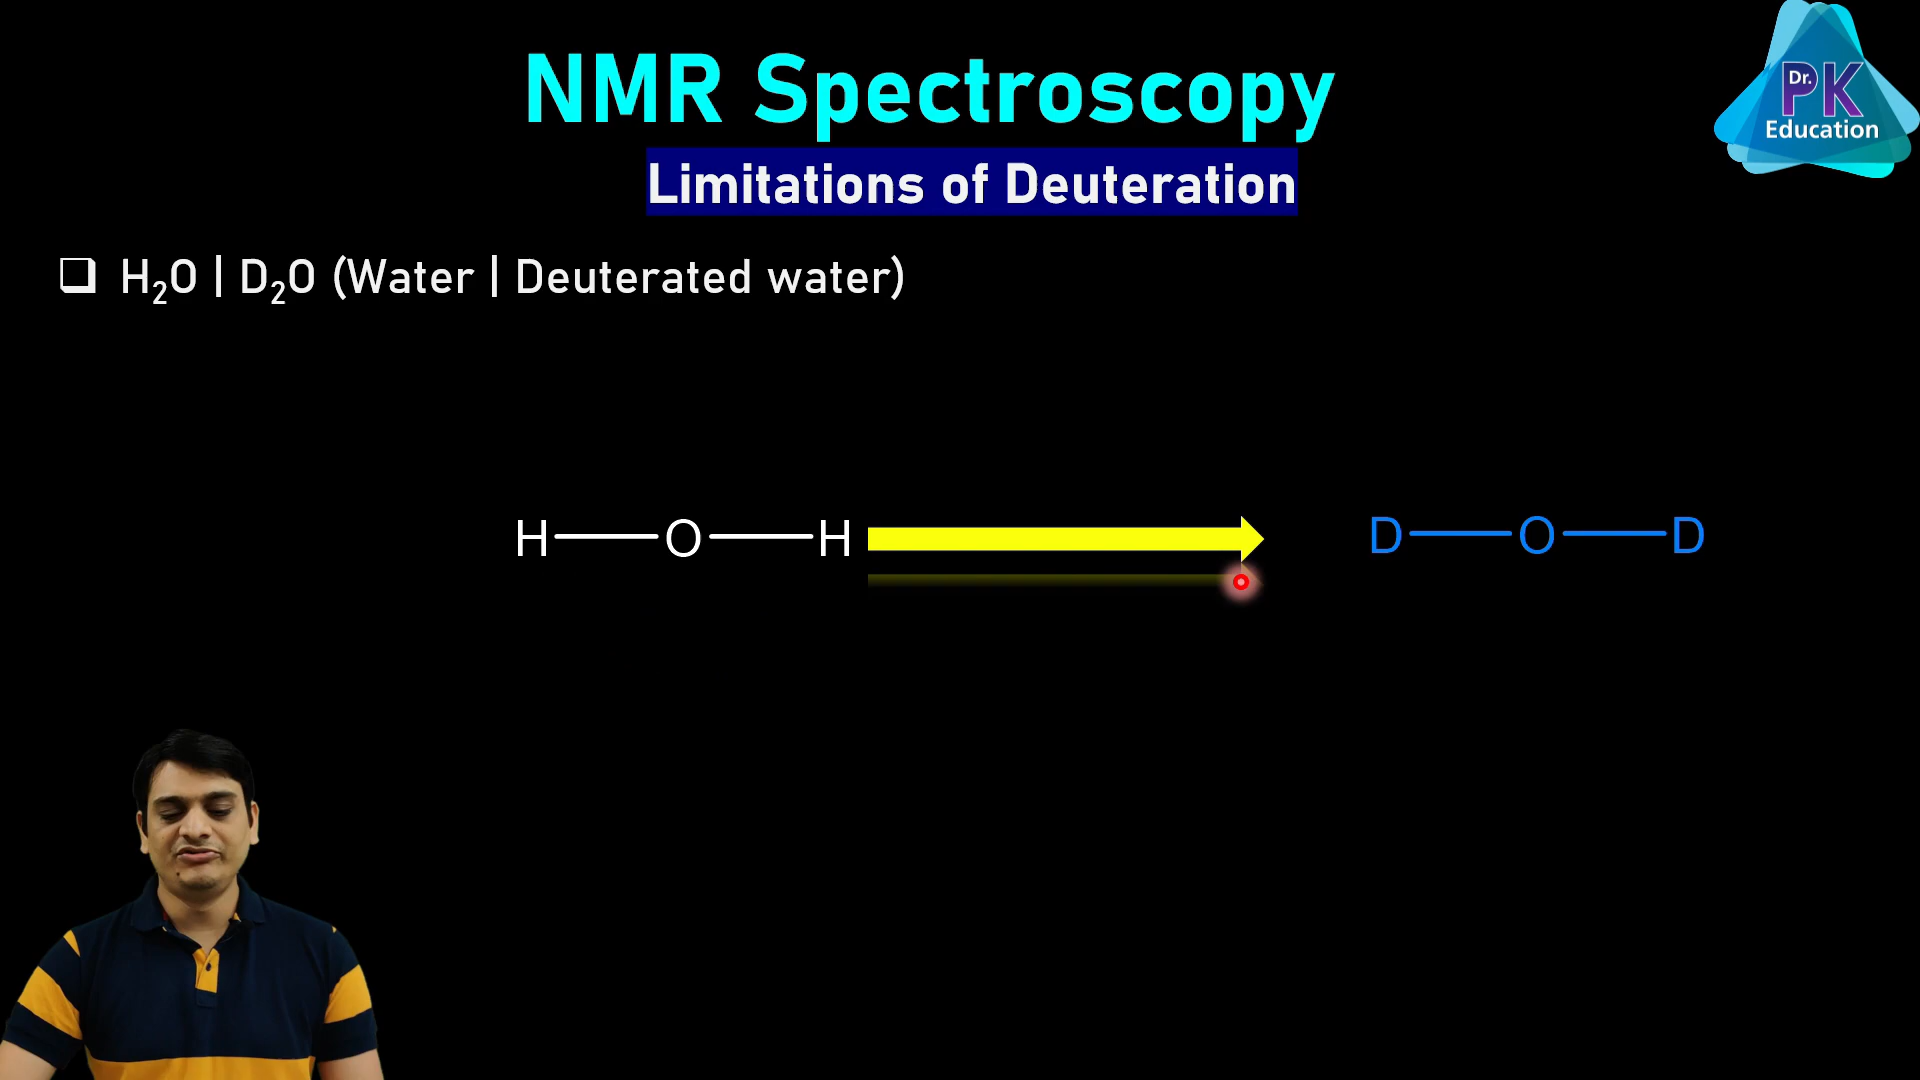 NMR Spectroscopy
Dr.
PK
Education
Limitations of Deuteration
❑ H₂O | D₂O (Water | Deuterated water)
H—O—H D—O—D